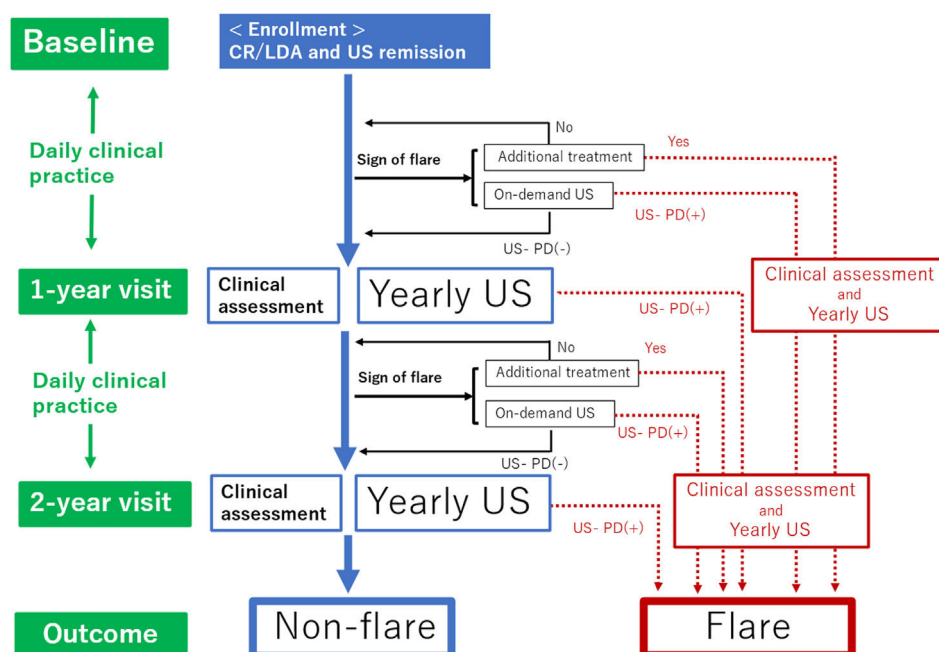 Baseline
< Enrollment >
CR/LDA and US remission
Daily clinical
practice
No
Yes
Sign of flare
Additional treatment
On-demand US
US- PD(+)
US- PD(-)
1-year visit
Clinical
assessment
Yearly US
US- PD(+)
Clinical assessment
and
Yearly US
Daily clinical
practice
No
Yes
Sign of flare
Additional treatment
On-demand US
US- PD(+)
US- PD(-)
2-year visit
Clinical
assessment
Yearly US
US- PD(+)
Clinical assessment
and
Yearly US
Outcome
Non-flare
Flare